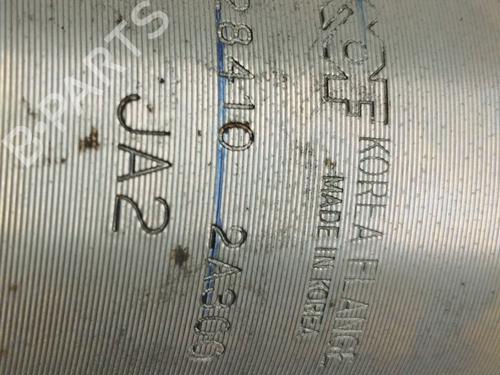 KOREA FLANGE
MADE IN KOREA
28410 2A300
JA2
B-PARTS